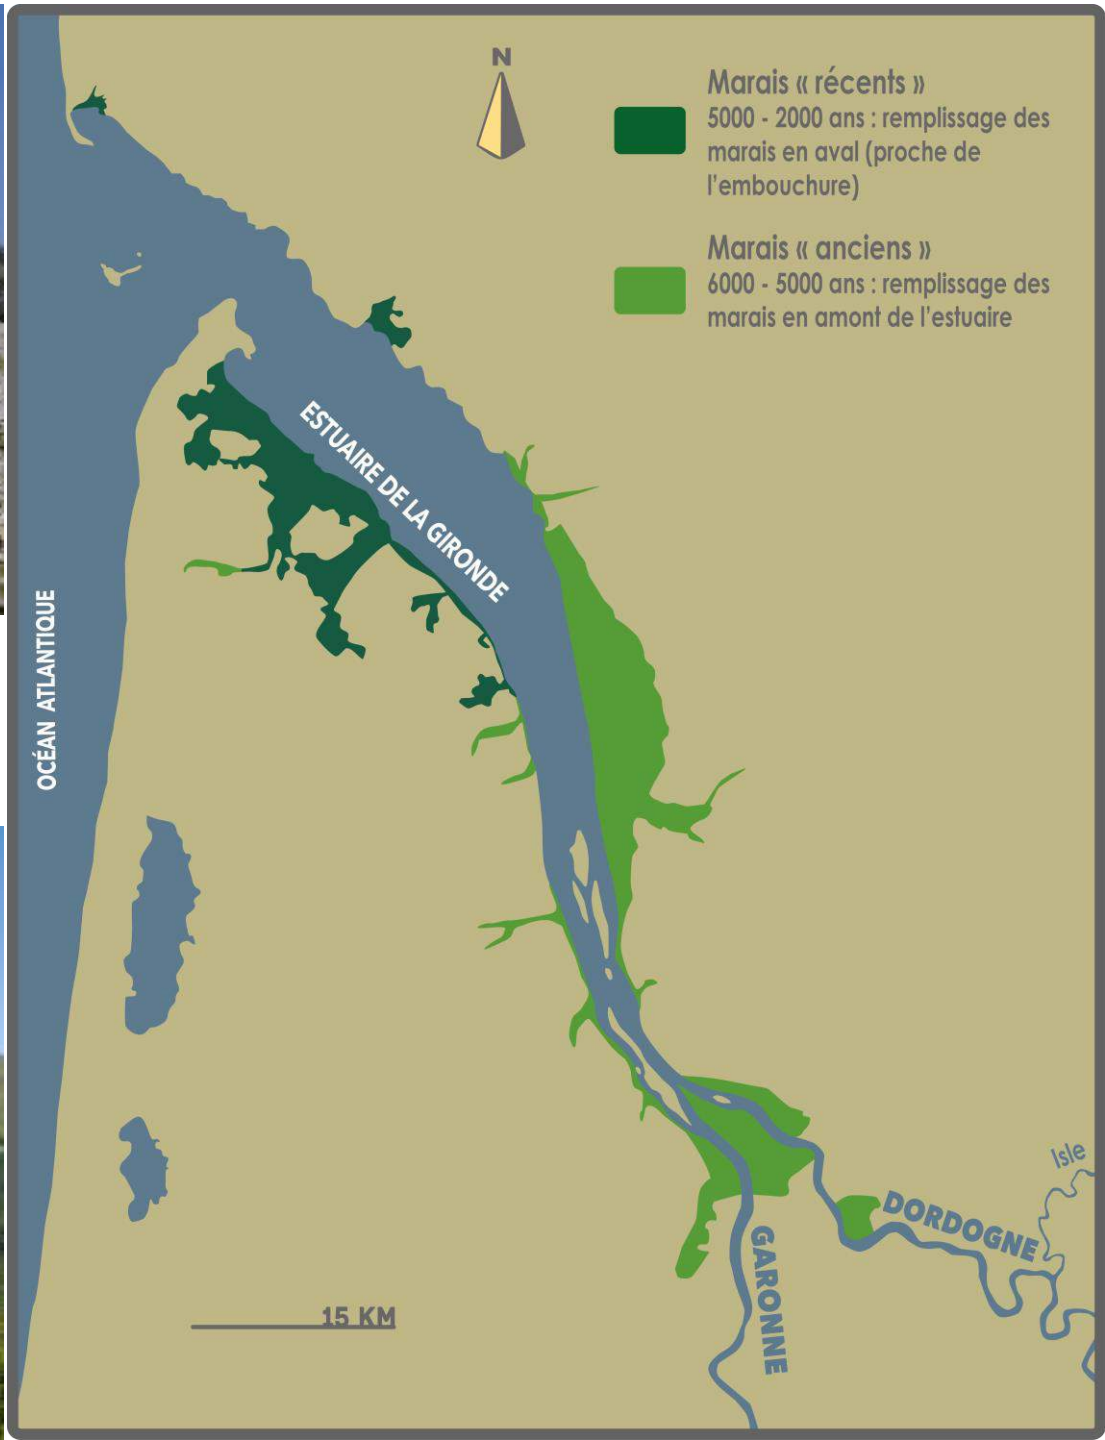 N
Marais « récents »
5000 - 2000 ans : remplissage des
marais en aval (proche de
l'embouchure)
Marais « anciens »
6000 - 5000 ans : remplissage des
marais en amont de l'estuaire
ESTUAIRE DE LA GIRONDE
OCÉAN ATLANTIQUE
Isle
DORDOGNE
GARONNE
15 KM